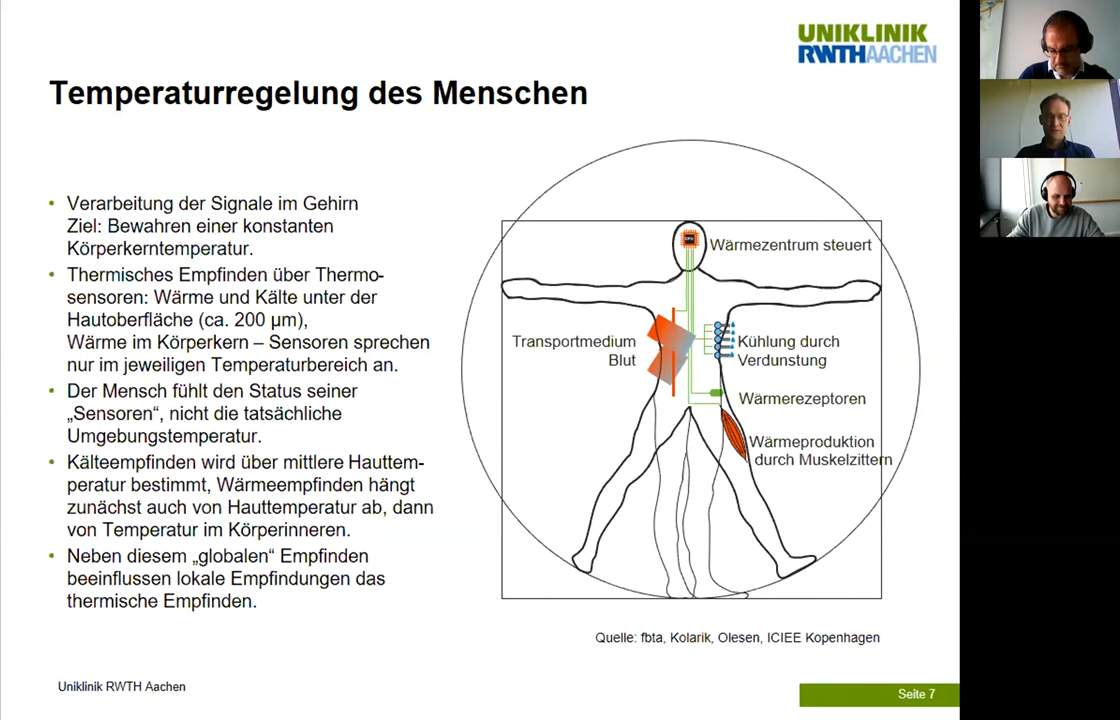 UNIKLINIK
RWTHAACHEN
Temperaturregelung des Menschen
• Verarbeitung der Signale im Gehirn
Ziel: Bewahren einer konstanten
Körperkerntemperatur.
• Thermisches Empfinden über Thermo-
sensoren: Wärme und Kälte unter der
Hautoberfläche (ca. 200 µm),
Wärme im Körperkern – Sensoren sprechen
nur im jeweiligen Temperaturbereich an.
• Der Mensch fühlt den Status seiner
„Sensoren“, nicht die tatsächliche
Umgebungstemperatur.
• Kälteempfinden wird über mittlere Hauttem-
peratur bestimmt, Wärmeempfinden hängt
zunächst auch von Hauttemperatur ab, dann
von Temperatur im Körperinneren.
• Neben diesem „globalen“ Empfinden
beeinflussen lokale Empfindungen das
thermische Empfinden.
Wärmezentrum steuert
Transportmedium
Blut
Kühlung durch
Verdunstung
Wärmerezeptoren
Wärmeproduktion
durch Muskelzittern
Quelle: fbta, Kolarik, Olesen, ICIEE Kopenhagen
Uniklinik RWTH Aachen
Seite 7